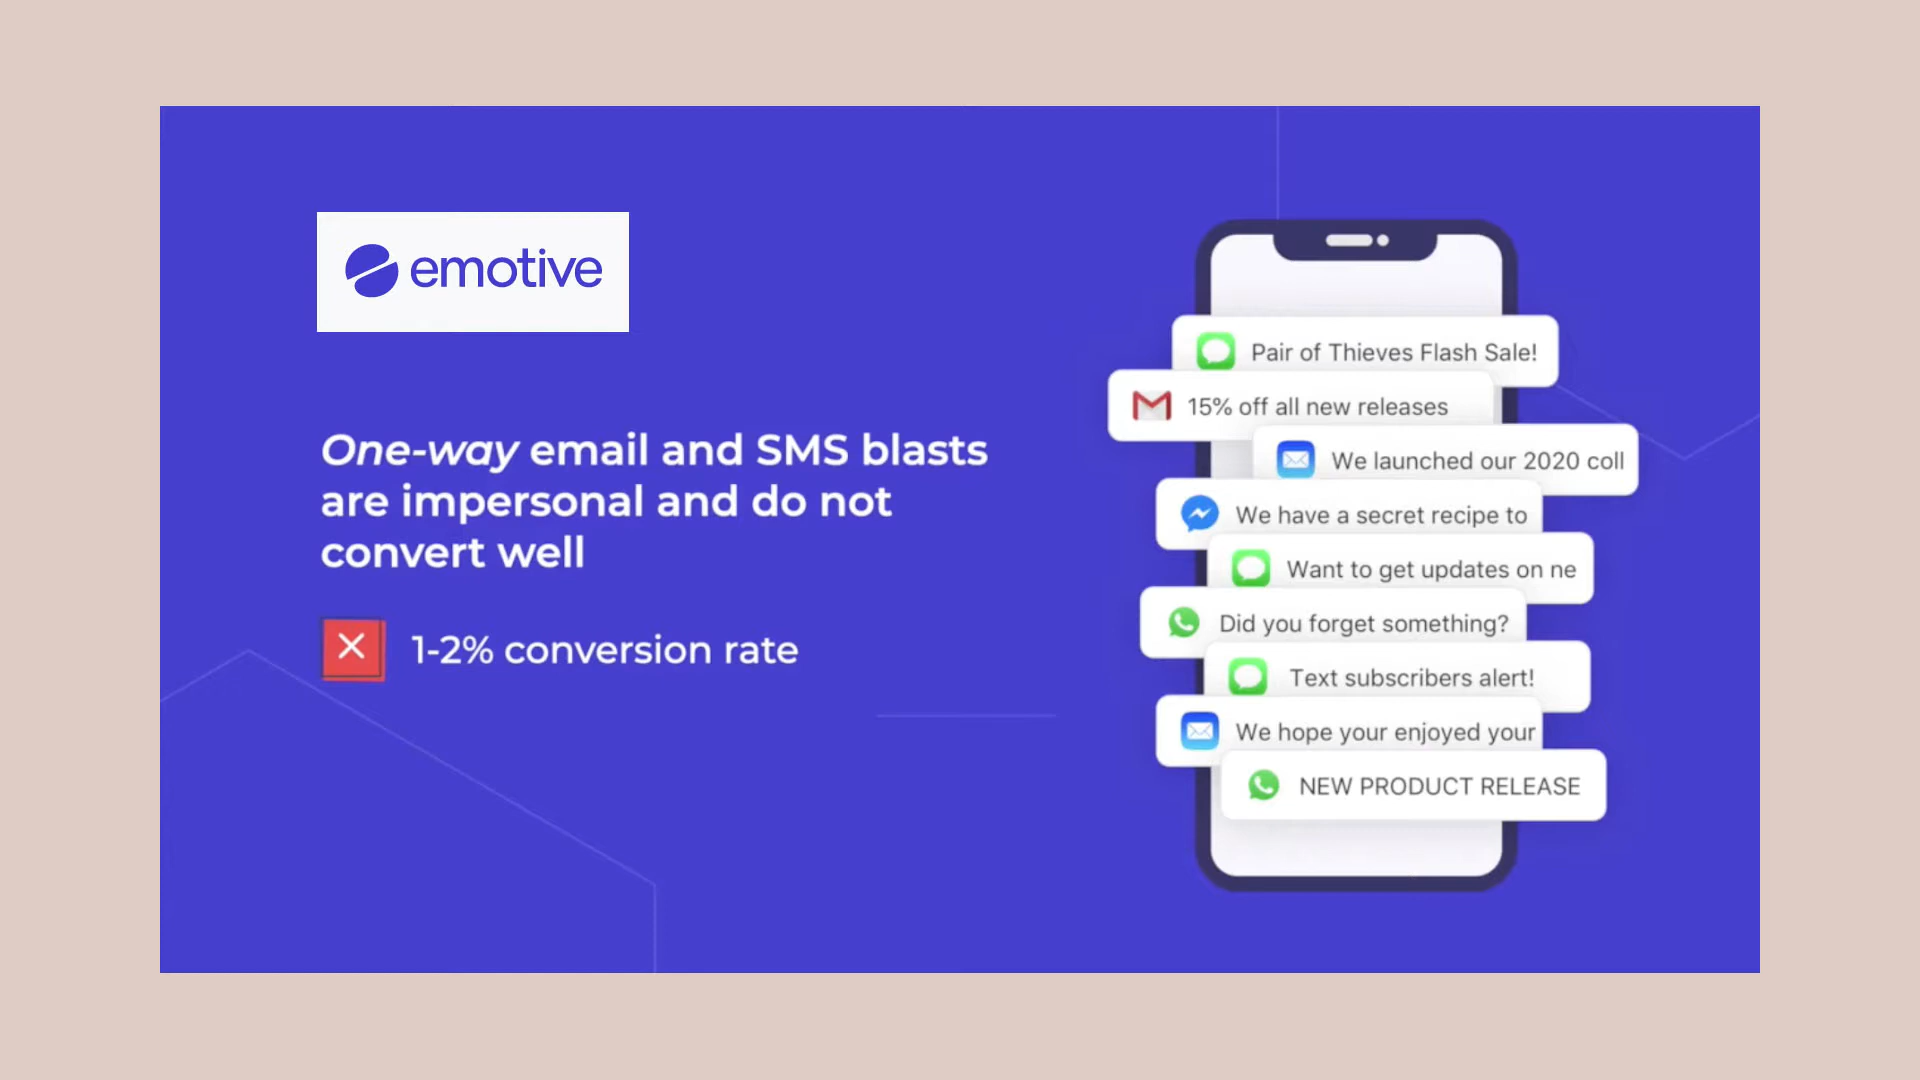 emotive
One-way email and SMS blasts
are impersonal and do not
convert well
1-2% conversion rate
Pair of Thieves Flash Sale!
15% off all new releases
We launched our 2020 coll
We have a secret recipe to
Want to get updates on ne
Did you forget something?
Text subscribers alert!
We hope your enjoyed your
NEW PRODUCT RELEASE